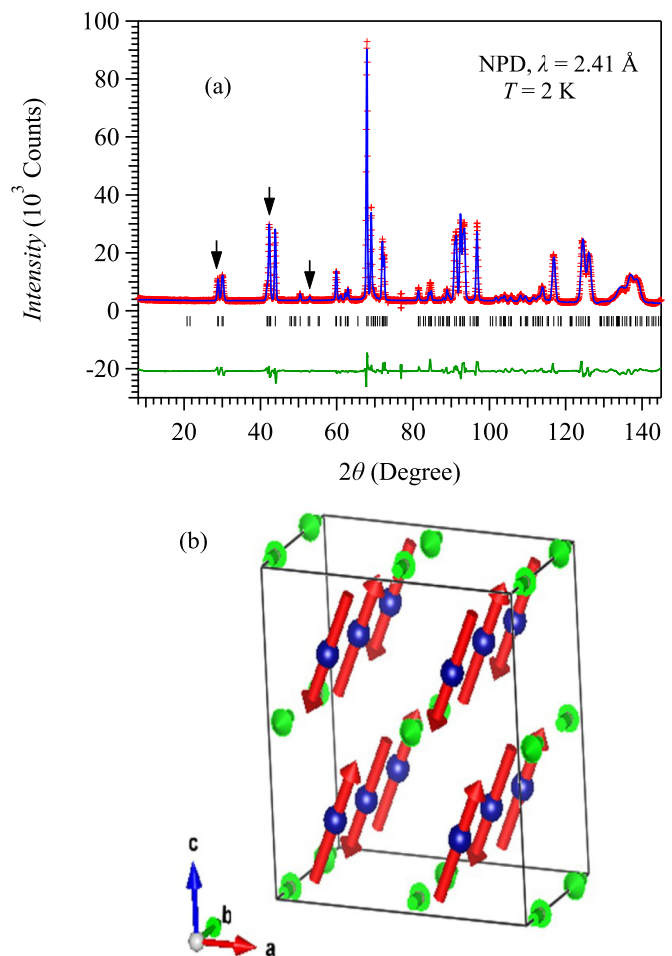 100
80
60
40
20
0
-20
Intensity (10³ Counts)
(a)
NPD, λ = 2.41 Å
T = 2 K
20 40 60 80 100 120 140
2θ (Degree)
(b)
c
b
a